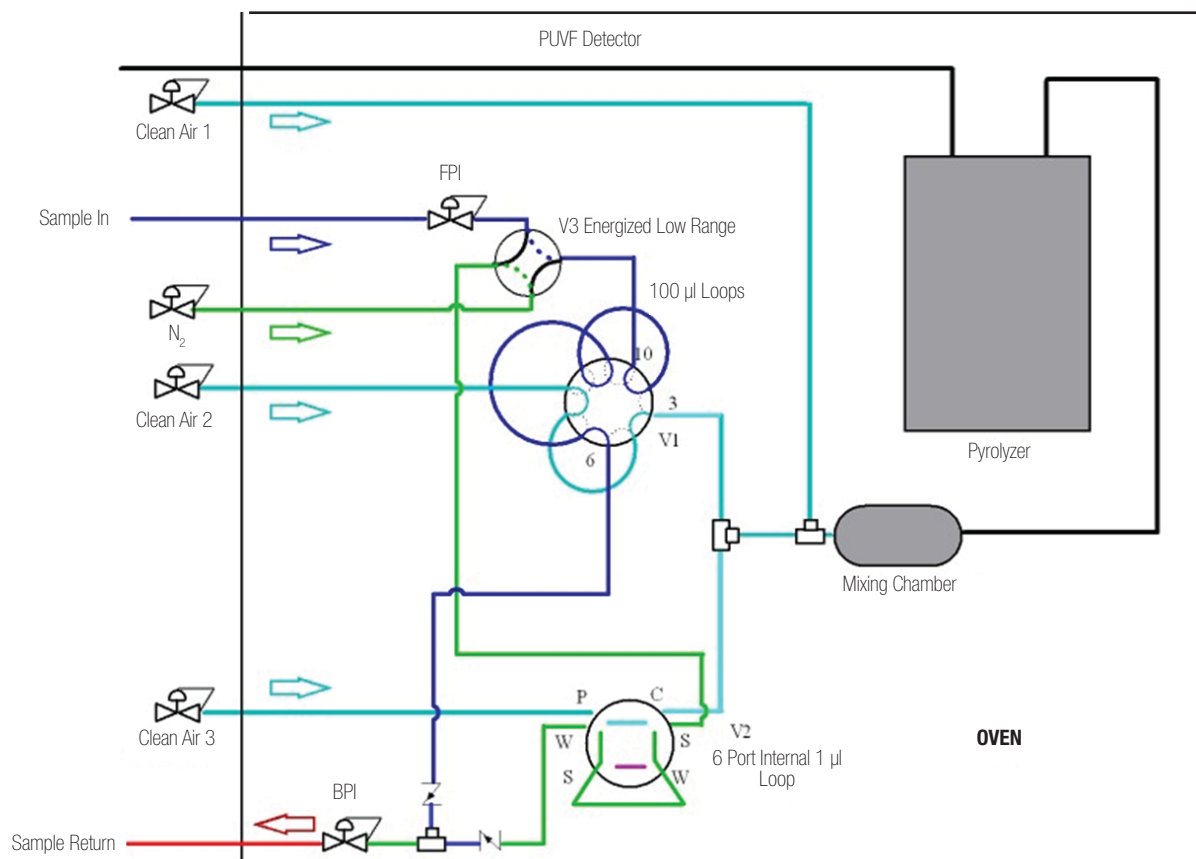 PUVF Detector
Clean Air 1
FPI
Sample In
V3 Energized Low Range
100 µl Loops
N2
10
Clean Air 2
3
V1
6
Pyrolyzer
Mixing Chamber
P
C
Clean Air 3
W
S
V2
OVEN
6 Port Internal 1 µl
Loop
S
W
BPI
Sample Return